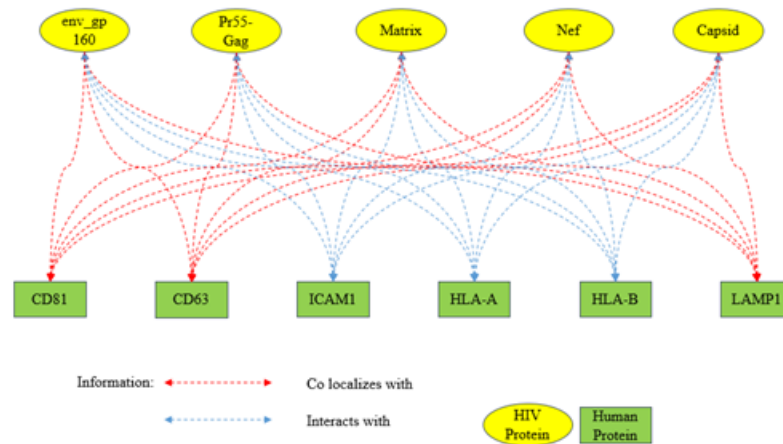 env_gp
160
Pr55-
Gag
Matrix
Nef
Capsid
CD81
CD63
ICAM1
HLA-A
HLA-B
LAMP1
Information:
Co localizes with
Interacts with
HIV
Protein
Human
Protein